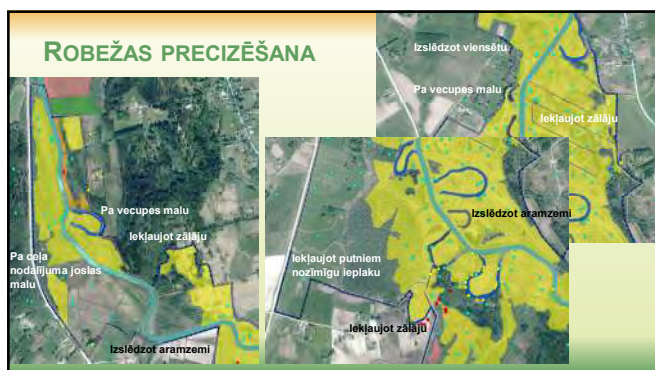 ROBEŽAS PRECIZĒŠANA
Pa vecupes malu
Iekļaujot zālāju
Pa ceļa
nodalījuma joslas
malu
Izslēdzot aramzemi
Izslēdzot viensētu
Pa vecupes malu
Iekļaujot zālāju
Izslēdzot aramzemi
Iekļaujot putniem
nozīmīgu ieplaku
Iekļaujot zālāju